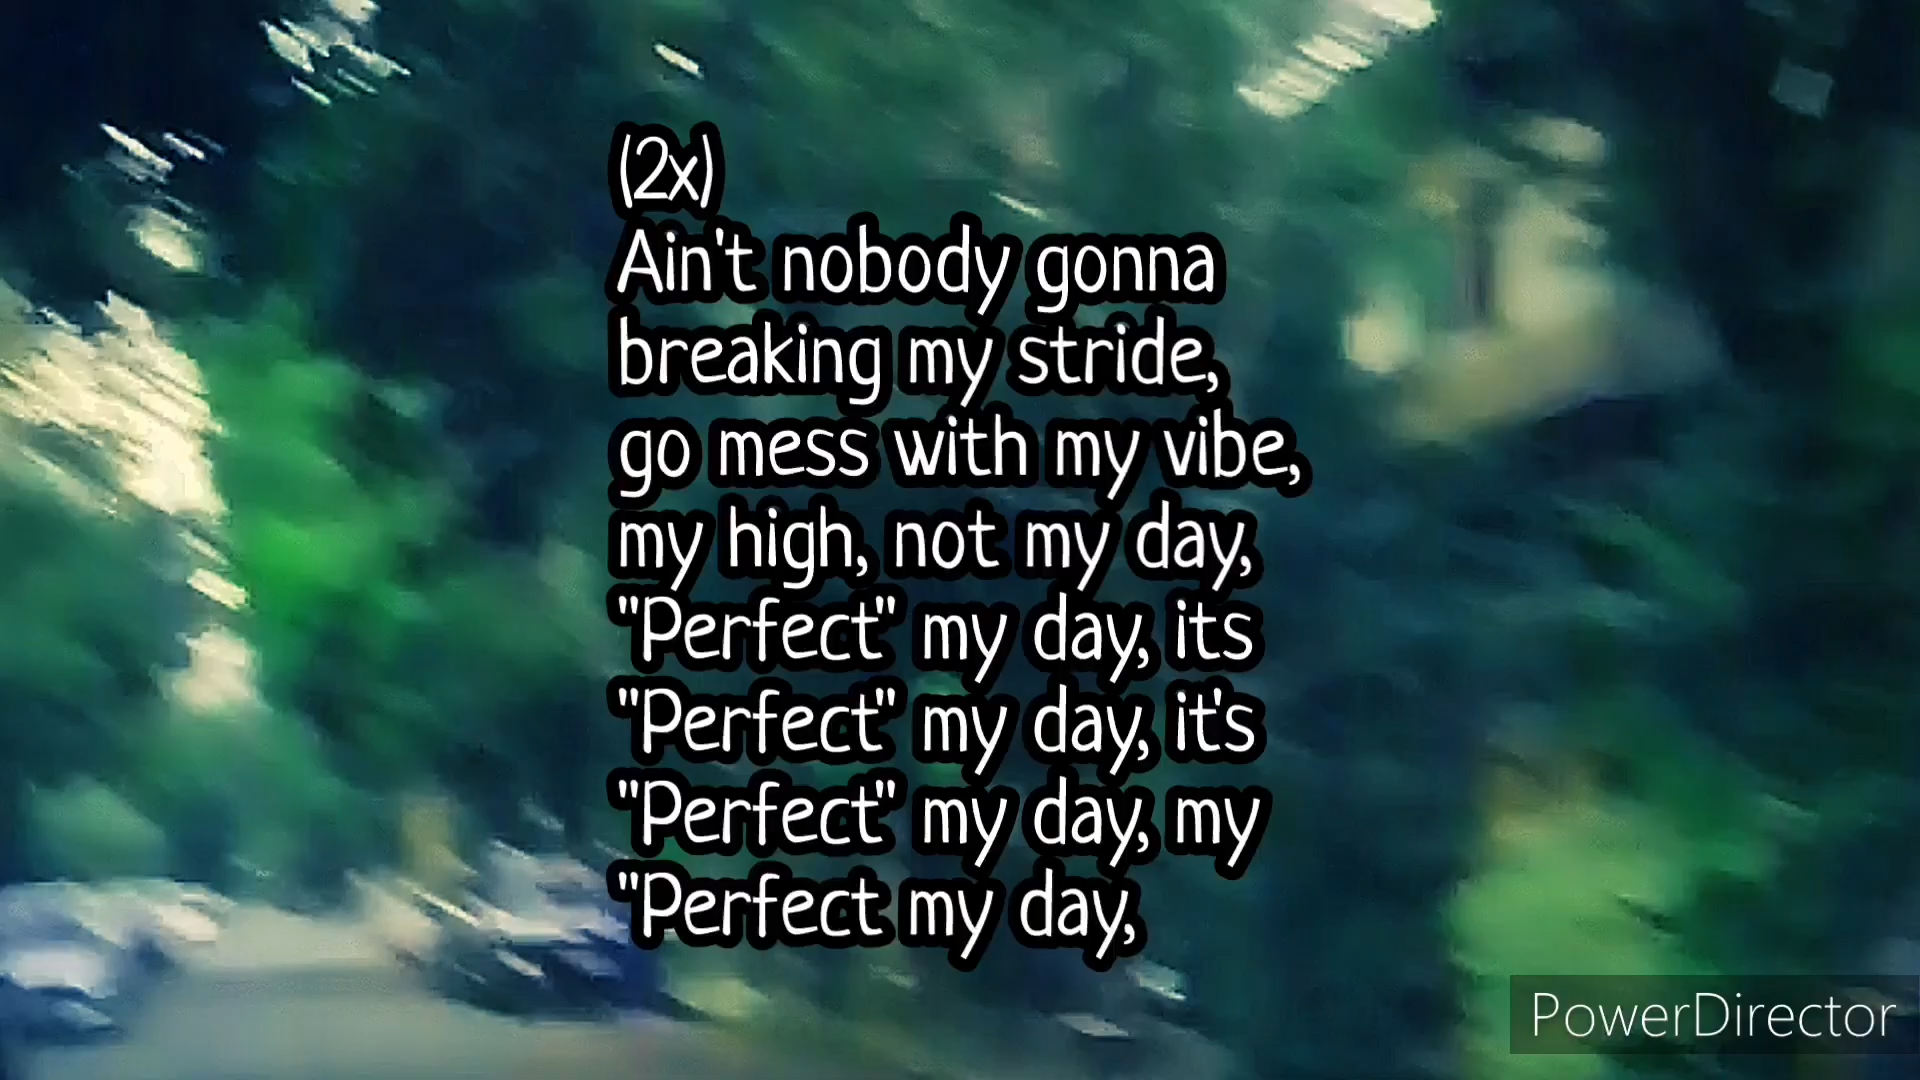 (2x)
Ain't nobody gonna
breaking my stride,
go mess with my vibe,
my high, not my day,
"Perfect" my day, its
"Perfect" my day, it's
"Perfect" my day, my
"Perfect my day,
PowerDirector